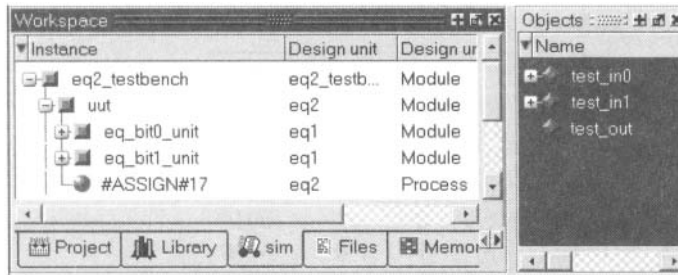 Workspace
Instance Design unit Design ur
eq2_testbench eq2_testb... Module
uut eq2 Module
eq_bit0_unit eq1 Module
eq_bit1_unit eq1 Module
#ASSIGN#17 eq2 Process
Project Library sim Files Memor
Objects
Name
test_in0
test_in1
test_out